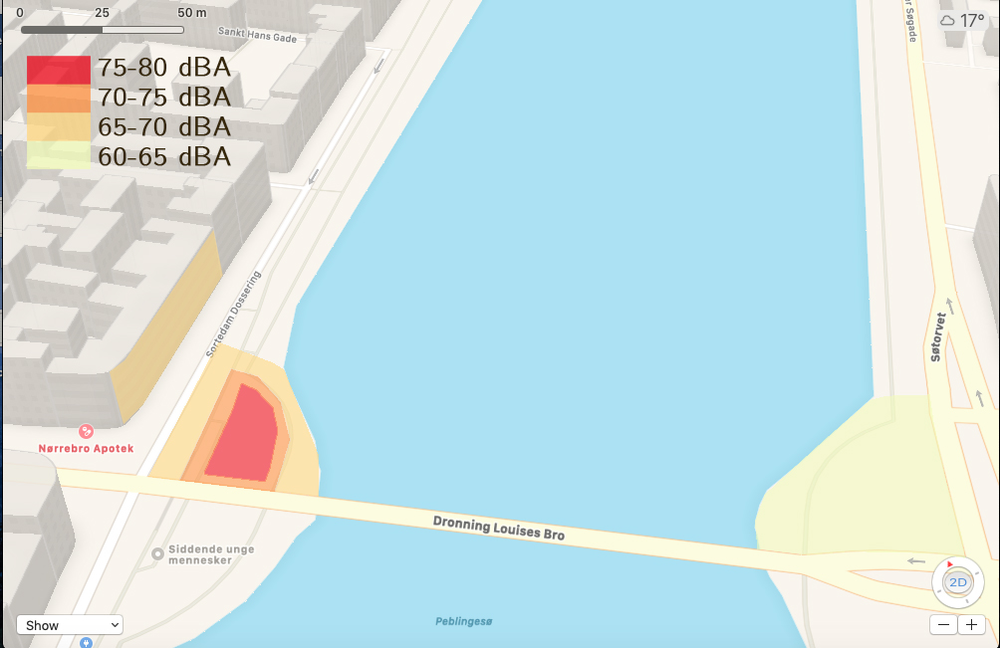 0 25 50 m
Sankt Hans Gade
Søgade
17°
75-80 dBA
70-75 dBA
65-70 dBA
60-65 dBA
Sortedam Dossering
Søtorvet
Nørrebro Apotek
Dronning Louises Bro
Siddende unge
mennesker
2D
Show
Peblingesø